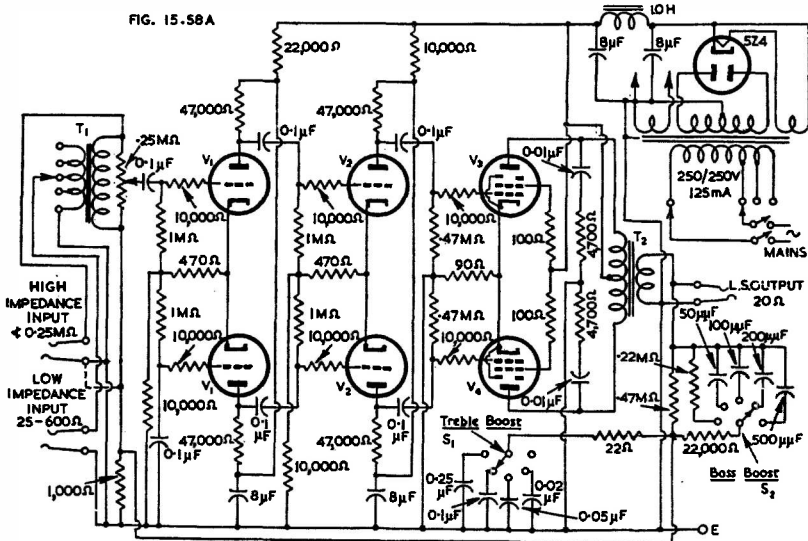 FIG. 15.58A
10H
22,000Ω
10,000Ω
8μF
8μF
5Z4
47,000Ω
47,000Ω
T1
.25MΩ
0·1μF
0·1μF
0·1μF
V1
V2
V3
0·01μF
250/250V
125mA
10,000Ω
10,000Ω
10,000Ω
1MΩ
1MΩ
.47MΩ
100Ω
4,700Ω
T2
MAINS
470Ω
470Ω
90Ω
HIGH
IMPEDANCE
INPUT
¢ 0·25MΩ
1MΩ
1MΩ
.47MΩ
100Ω
4,700Ω
L.S.OUTPUT
20Ω
10,000Ω
10,000Ω
10,000Ω
50μμF
100μμF
200μμF
LOW
IMPEDANCE
INPUT
25-600Ω
V1
V2
V4
0·01μF
.22MΩ
.47MΩ
10,000Ω
0·1μF
47,000Ω
0·1
μF
10,000Ω
47,000Ω
0·1
μF
Treble Boost
S1
22Ω
22,000Ω
500μμF
Bass Boost
S2
1,000Ω
8μF
8μF
0·25
μF
0·1μF
0·02
μF
0·05μF
E